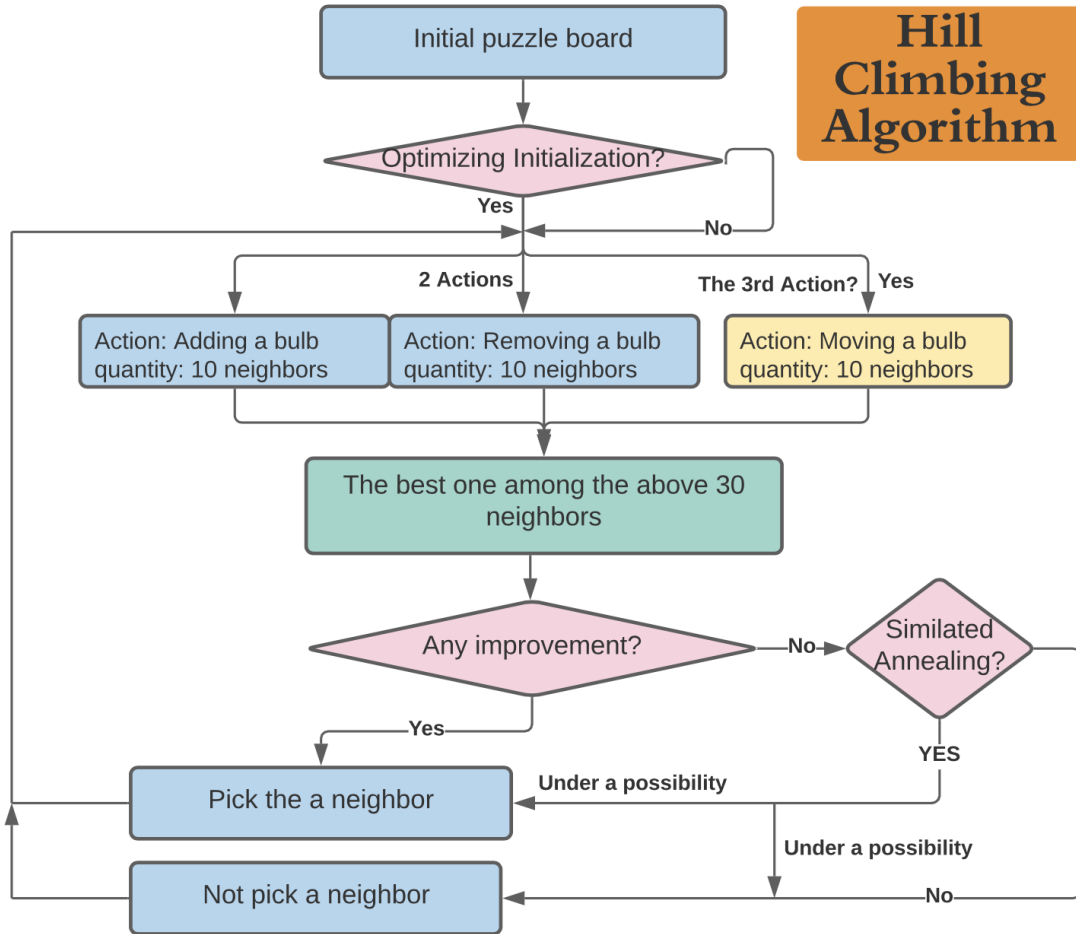 Initial puzzle board
Hill
Climbing
Algorithm
Optimizing Initialization?
Yes
No
2 Actions
The 3rd Action?
Yes
Action: Adding a bulb
quantity: 10 neighbors
Action: Removing a bulb
quantity: 10 neighbors
Action: Moving a bulb
quantity: 10 neighbors
The best one among the above 30
neighbors
Any improvement?
No
Similated
Annealing?
Yes
YES
Under a possibility
Pick the a neighbor
Under a possibility
Not pick a neighbor
No